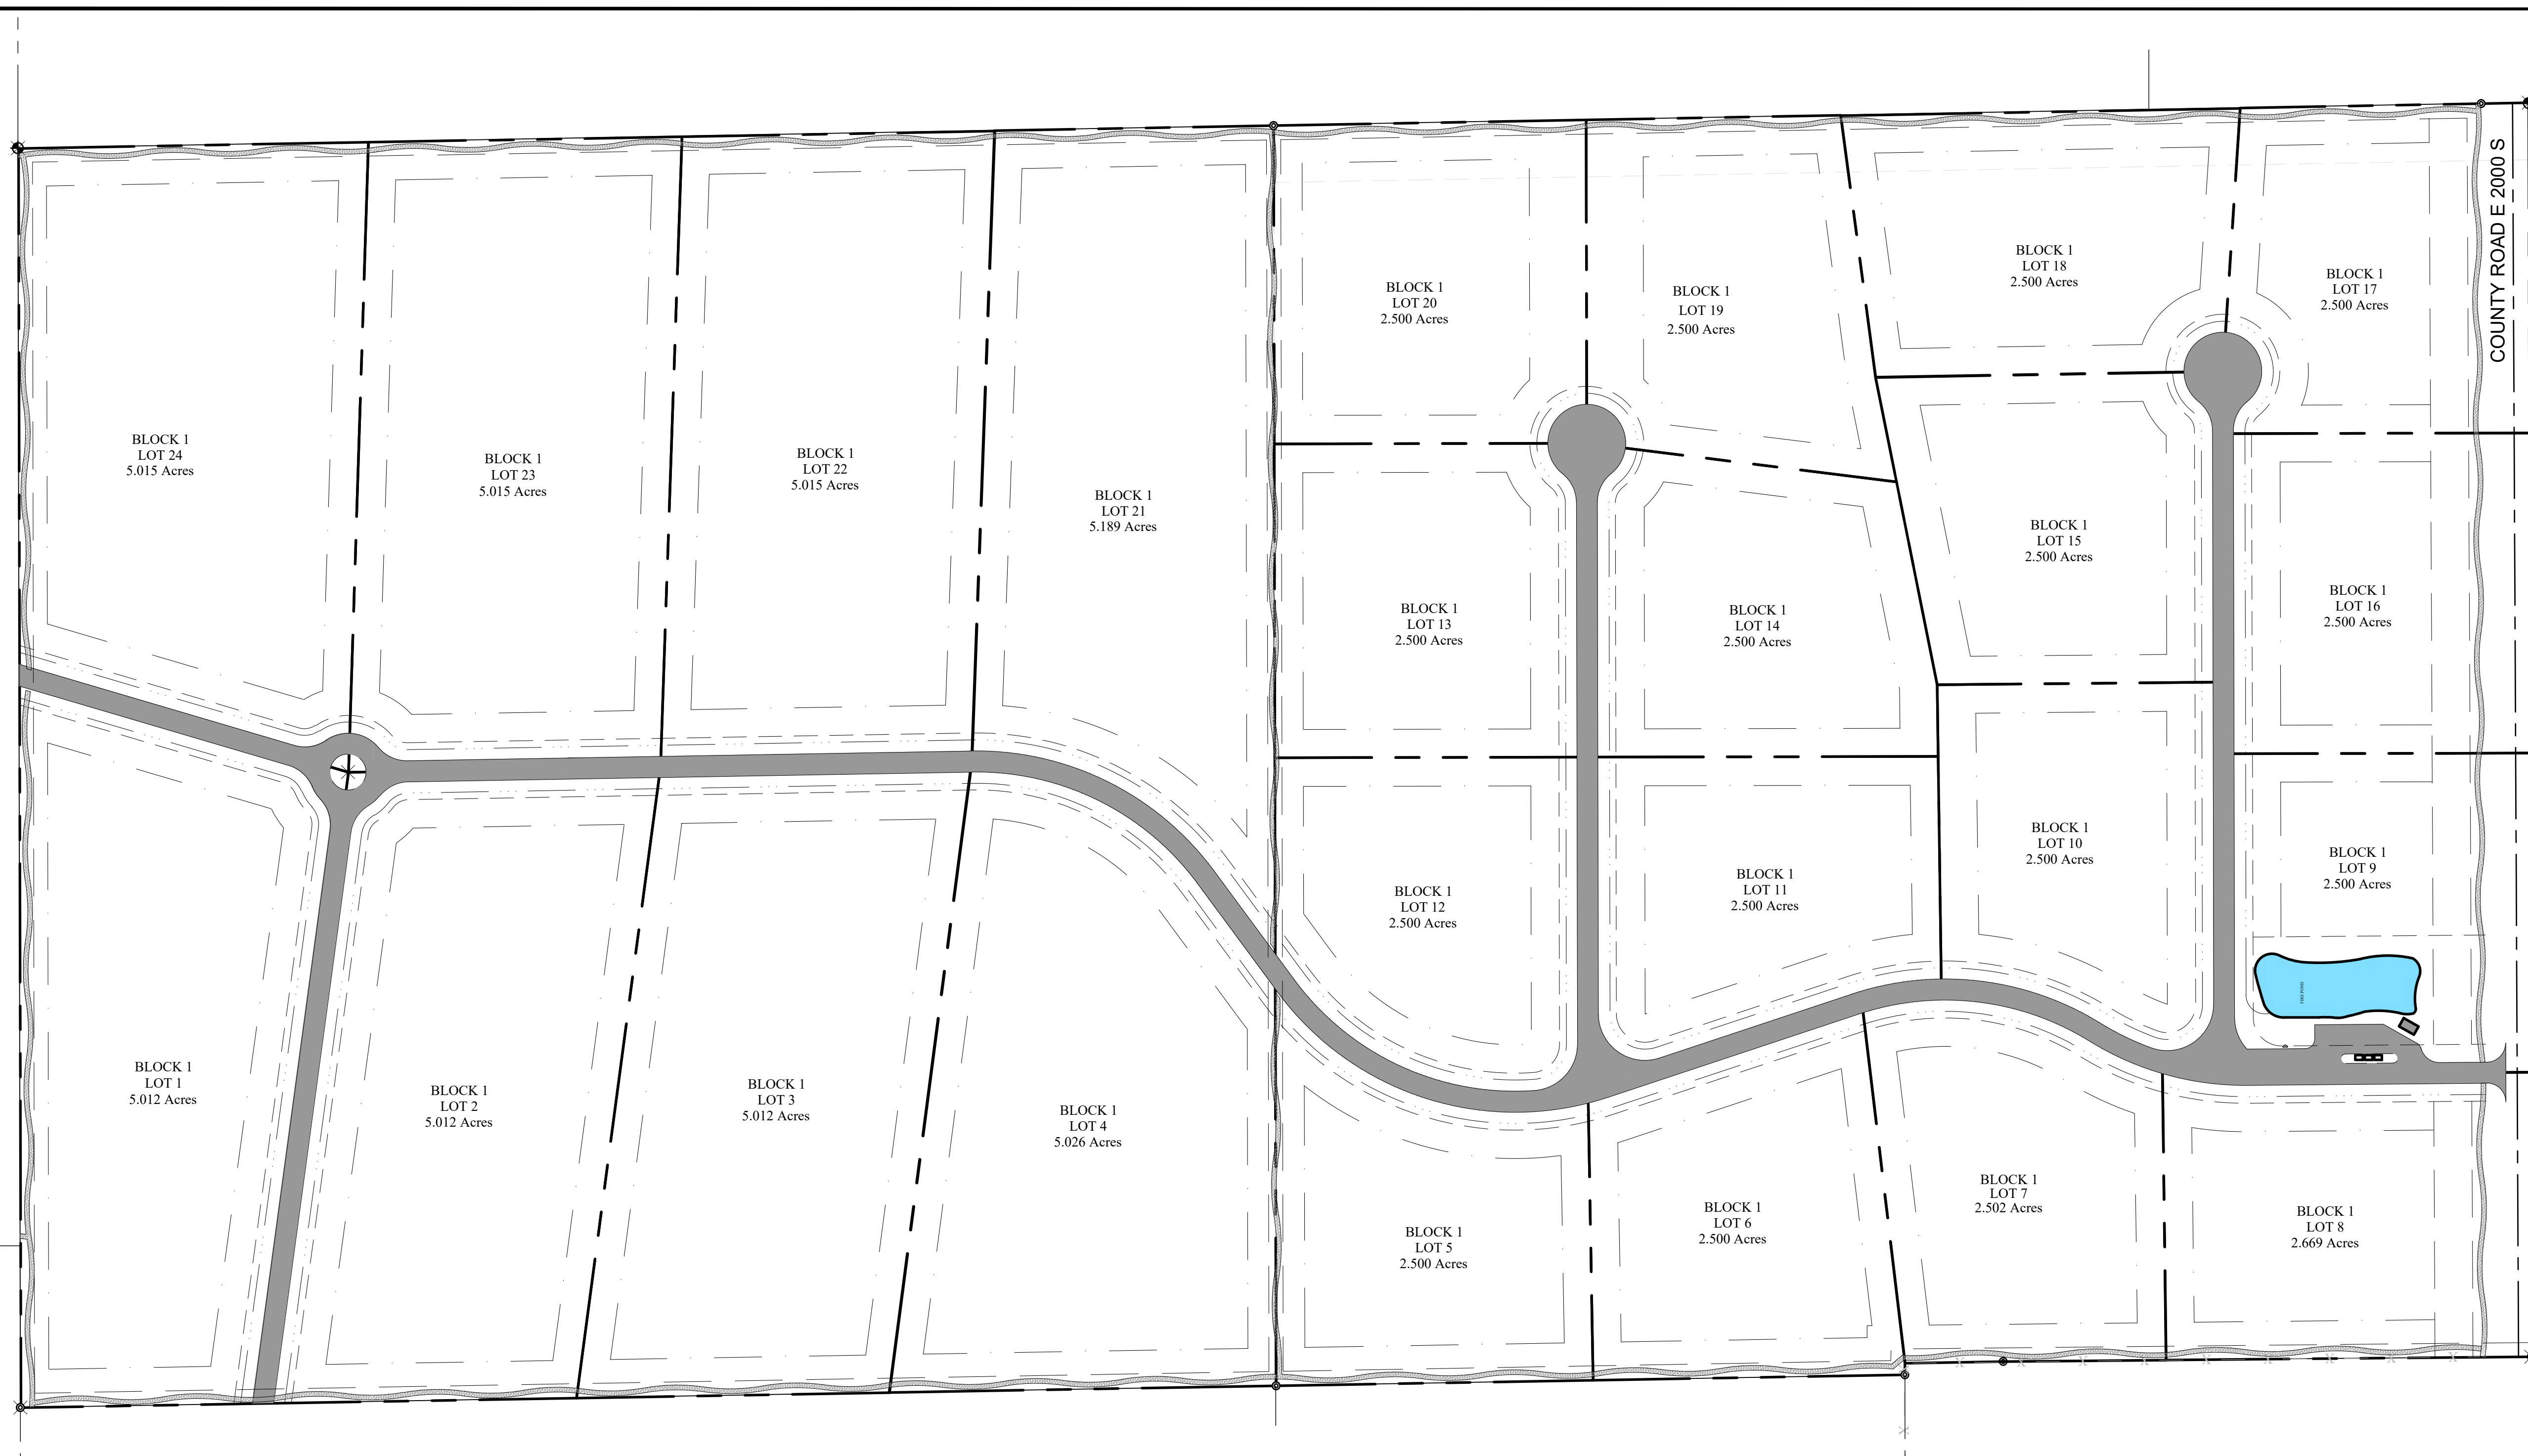 COUNTY ROAD E 2000 S
BLOCK 1
LOT 24
5.015 Acres
BLOCK 1
LOT 23
5.015 Acres
BLOCK 1
LOT 22
5.015 Acres
BLOCK 1
LOT 21
5.189 Acres
BLOCK 1
LOT 20
2.500 Acres
BLOCK 1
LOT 19
2.500 Acres
BLOCK 1
LOT 18
2.500 Acres
BLOCK 1
LOT 17
2.500 Acres
BLOCK 1
LOT 13
2.500 Acres
BLOCK 1
LOT 14
2.500 Acres
BLOCK 1
LOT 15
2.500 Acres
BLOCK 1
LOT 16
2.500 Acres
BLOCK 1
LOT 12
2.500 Acres
BLOCK 1
LOT 11
2.500 Acres
BLOCK 1
LOT 10
2.500 Acres
BLOCK 1
LOT 9
2.500 Acres
FIRE POND
BLOCK 1
LOT 1
5.012 Acres
BLOCK 1
LOT 2
5.012 Acres
BLOCK 1
LOT 3
5.012 Acres
BLOCK 1
LOT 4
5.026 Acres
BLOCK 1
LOT 5
2.500 Acres
BLOCK 1
LOT 6
2.500 Acres
BLOCK 1
LOT 7
2.502 Acres
BLOCK 1
LOT 8
2.669 Acres